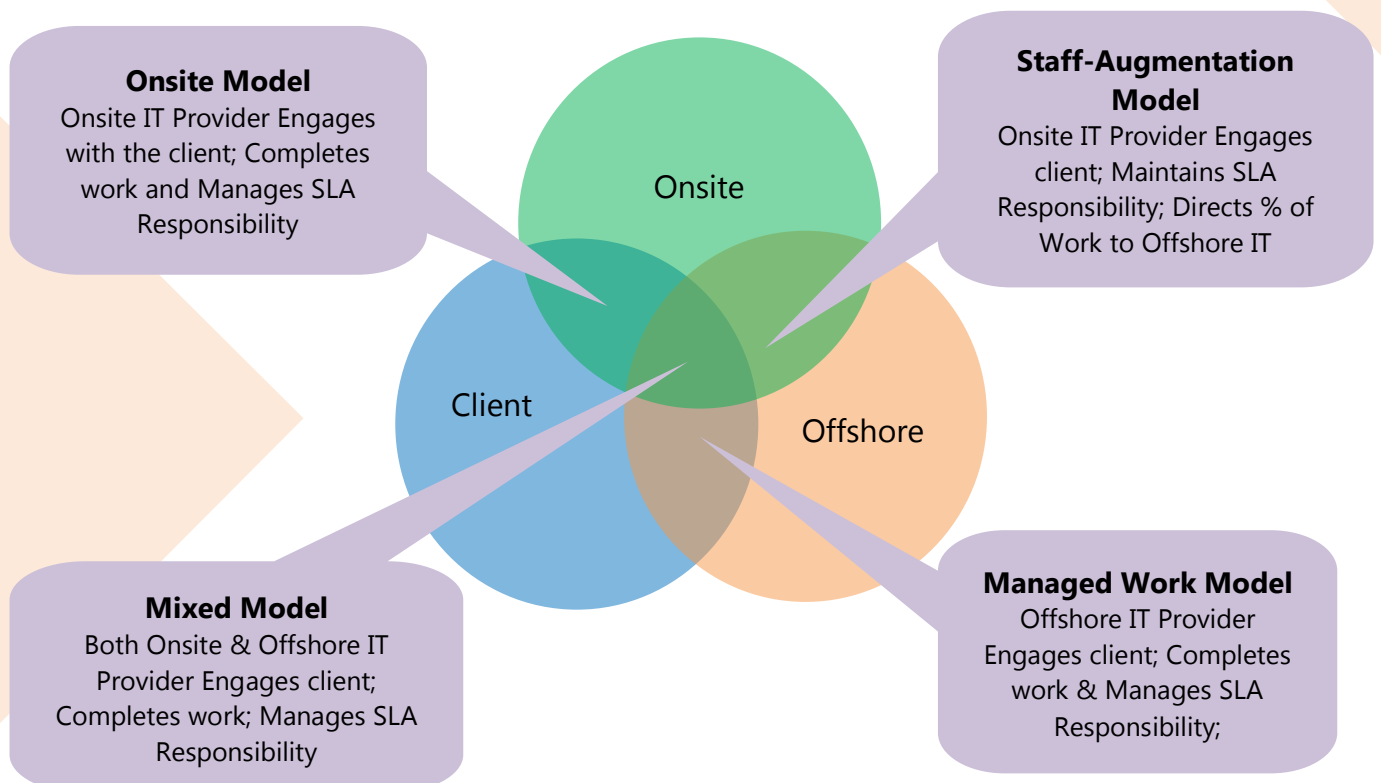 Onsite Model
Onsite IT Provider Engages
with the client; Completes
work and Manages SLA
Responsibility
Staff-Augmentation
Model
Onsite IT Provider Engages
client; Maintains SLA
Responsibility; Directs % of
Work to Offshore IT
Onsite
Client
Offshore
Mixed Model
Both Onsite & Offshore IT
Provider Engages client;
Completes work; Manages SLA
Responsibility
Managed Work Model
Offshore IT Provider
Engages client; Completes
work & Manages SLA
Responsibility;